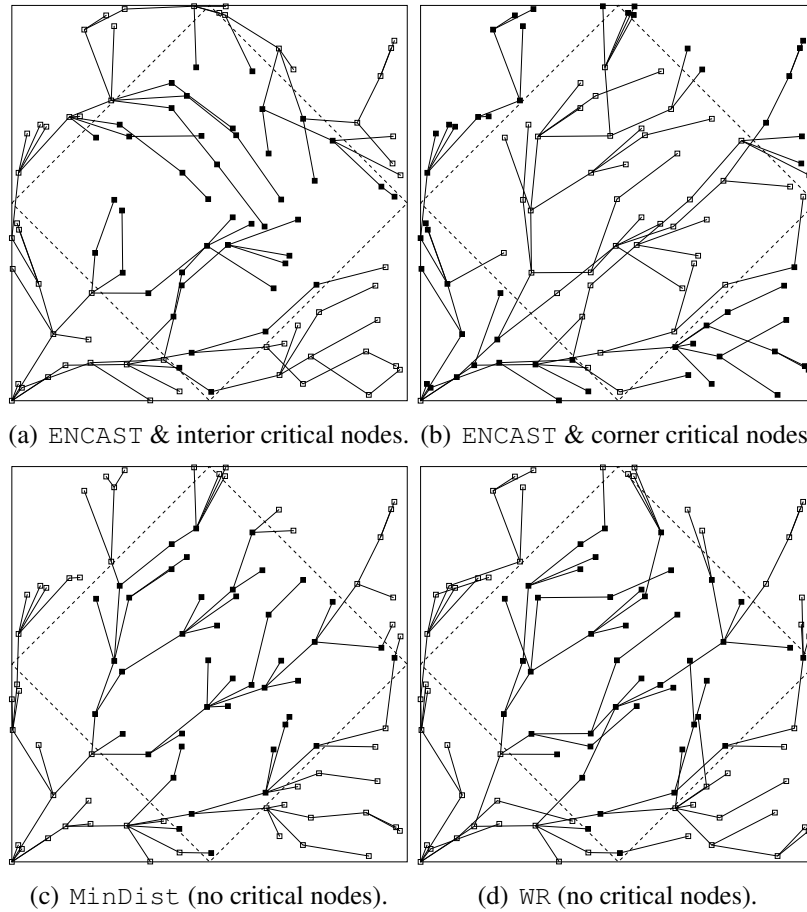 (a) ENCAST & interior critical nodes.
(b) ENCAST & corner critical nodes
(c) MinDist (no critical nodes).
(d) WR (no critical nodes).